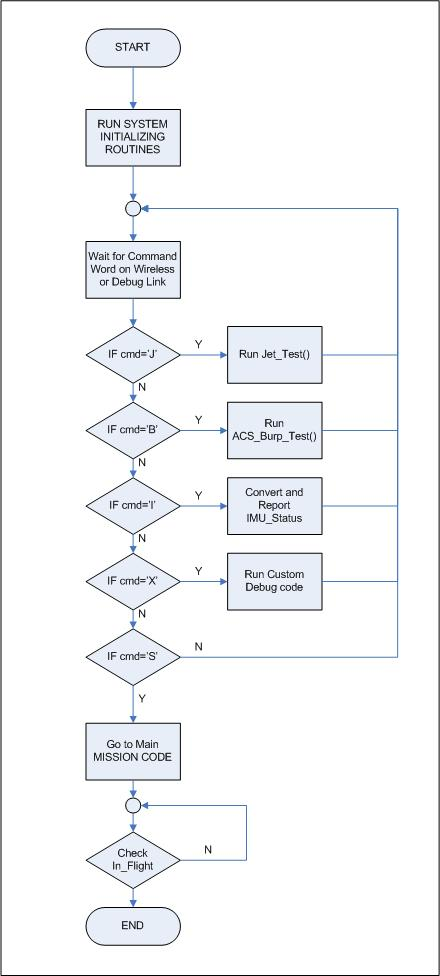 START
RUN SYSTEM
INITIALIZING
ROUTINES
Wait for Command
Word on Wireless
or Debug Link
IF cmd='J'
Y
Run Jet_Test()
N
IF cmd='B'
Y
Run
ACS_Burp_Test()
N
IF cmd='I'
Y
Convert and
Report
IMU_Status
N
IF cmd='X'
Y
Run Custom
Debug code
N
IF cmd='S'
N
Y
Go to Main
MISSION CODE
Check
In_Flight
N
END